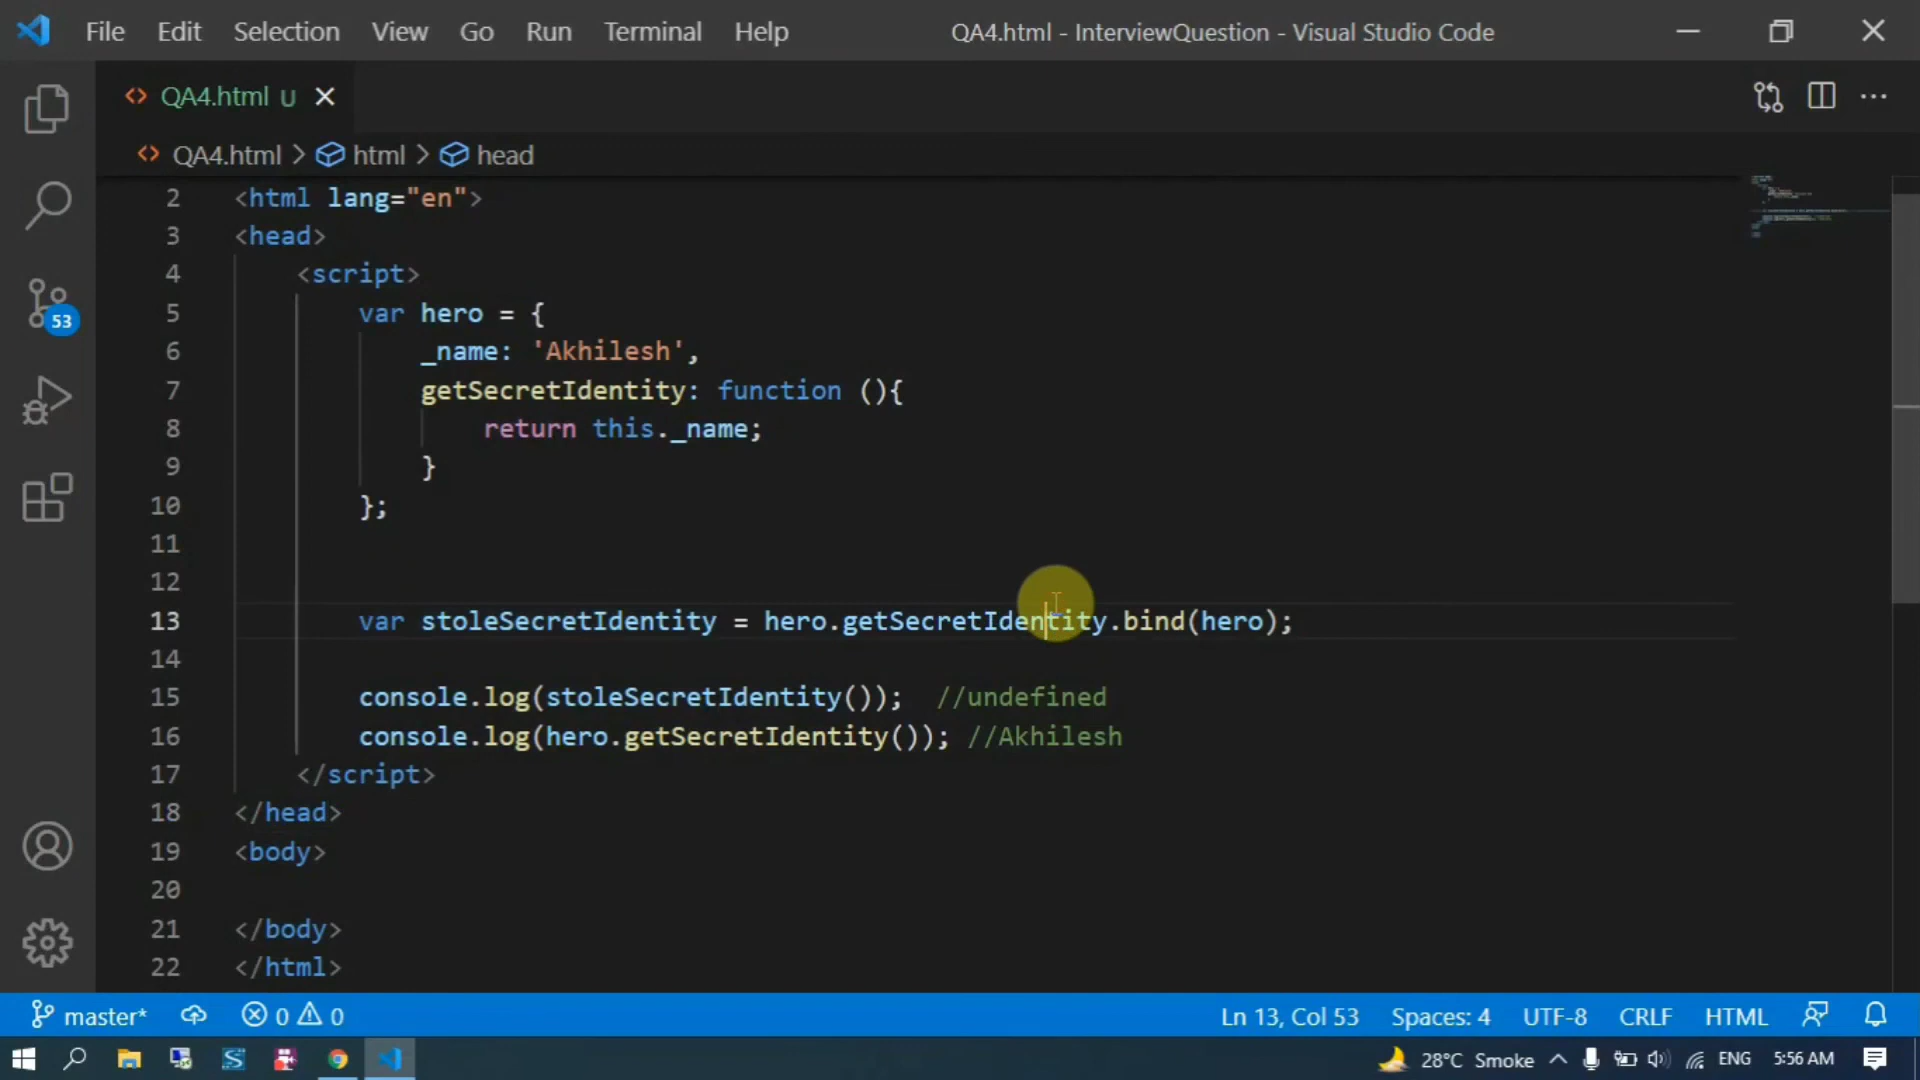 File Edit Selection View Go Run Terminal Help QA4.html - InterviewQuestion - Visual Studio Code
QA4.html U
QA4.html > html > head
2 <html lang="en">
3 <head>
4 <script>
5 var hero = {
6 _name: 'Akhilesh',
7 getSecretIdentity: function (){
8 return this._name;
9 }
10 };
11
12
13 var stoleSecretIdentity = hero.getSecretIdentity.bind(hero);
14
15 console.log(stoleSecretIdentity()); //undefined
16 console.log(hero.getSecretIdentity()); //Akhilesh
17 </script>
18 </head>
19 <body>
20
21 </body>
22 </html>
53
master* 0 0 Ln 13, Col 53 Spaces: 4 UTF-8 CRLF HTML
28°C Smoke ENG 5:56 AM